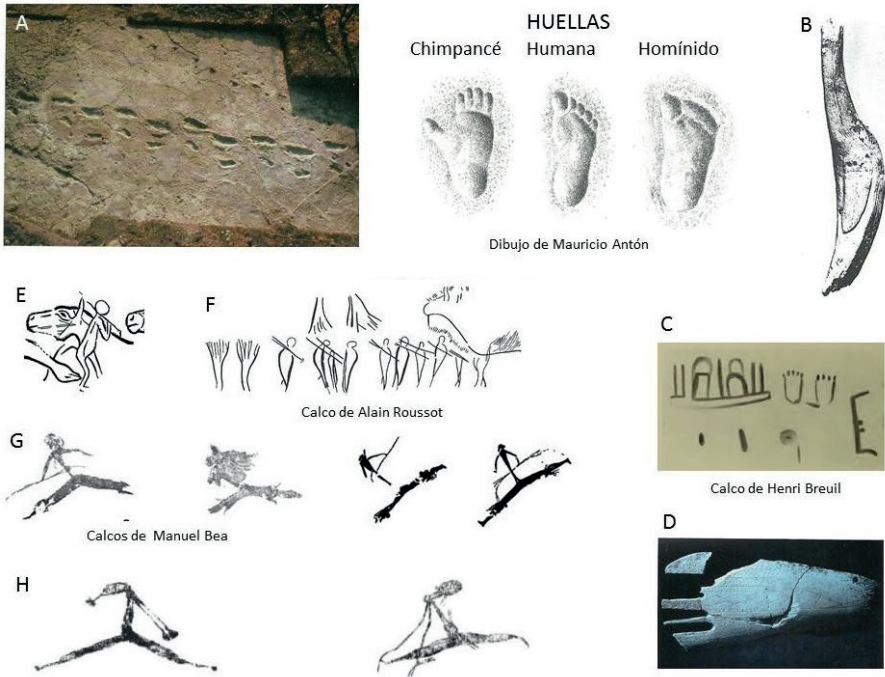 A
HUELLAS
Chimpancé Humana Homínido
Dibujo de Mauricio Antón
B
E
F
Calco de Alain Roussot
C
Calco de Henri Breuil
G
Calcos de Manuel Bea
D
H